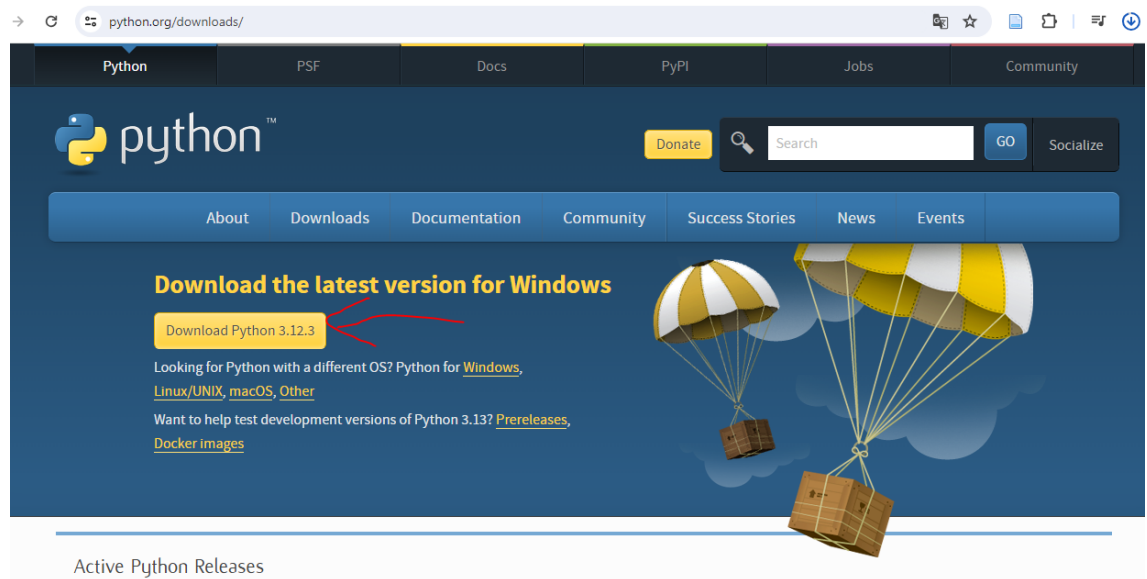 python.org/downloads/
Python PSF Docs PyPI Jobs Community
python™
Donate Search GO Socialize
About Downloads Documentation Community Success Stories News Events
Download the latest version for Windows
Download Python 3.12.3
Looking for Python with a different OS? Python for Windows,
Linux/UNIX, macOS, Other
Want to help test development versions of Python 3.13? Prereleases,
Docker images
Active Python Releases